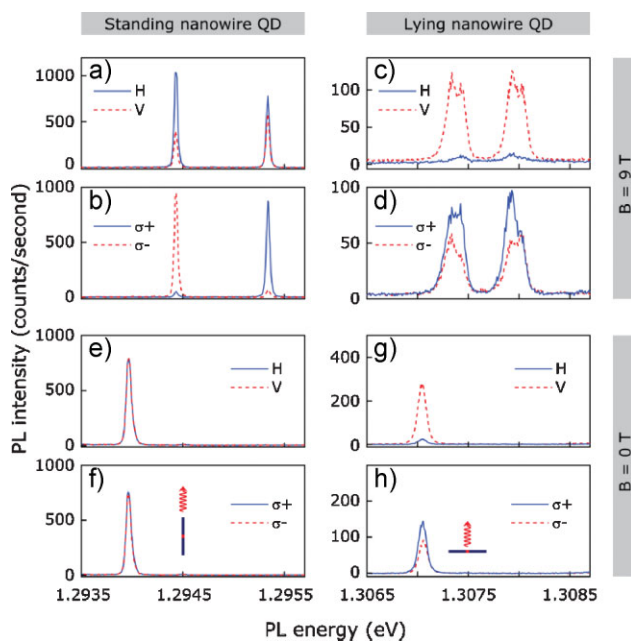 Standing nanowire QD
Lying nanowire QD
a)
H
V
1000
500
0
c)
H
V
100
50
0
b)
σ+
σ-
1000
500
0
d)
σ+
σ-
100
50
0
B = 9 T
e)
H
V
1000
500
0
g)
H
V
400
200
0
f)
σ+
σ-
1000
500
0
h)
σ+
σ-
200
100
0
B = 0 T
1.2935 1.2945 1.2955
1.3065 1.3075 1.3085
PL intensity (counts/second)
PL energy (eV)